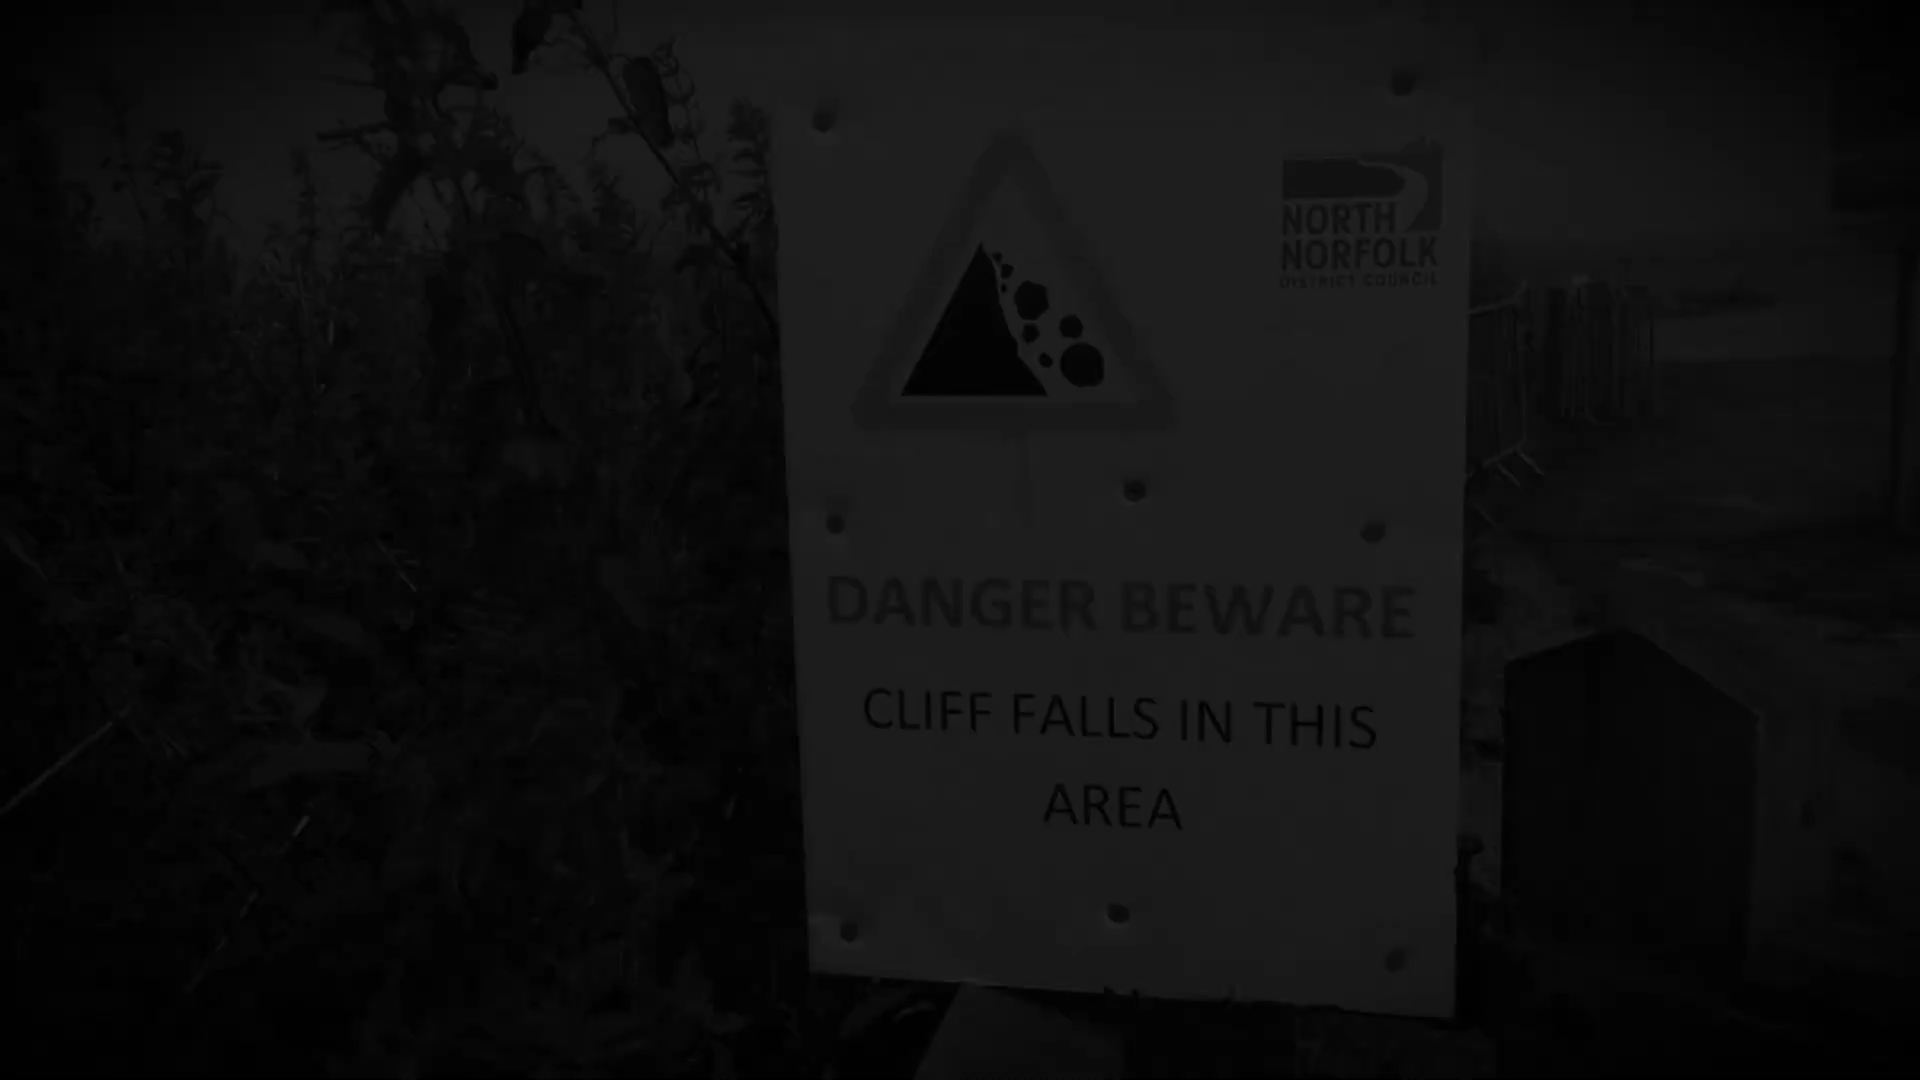 NORTH
NORFOLK
DISTRICT COUNCIL
DANGER BEWARE
CLIFF FALLS IN THIS
AREA